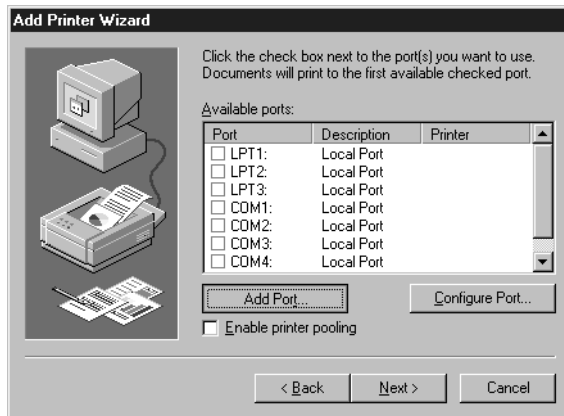 Add Printer Wizard
Click the check box next to the port(s) you want to use.
Documents will print to the first available checked port.
Available ports:
Port Description Printer
LPT1: Local Port
LPT2: Local Port
LPT3: Local Port
COM1: Local Port
COM2: Local Port
COM3: Local Port
COM4: Local Port
Add Port... Configure Port...
Enable printer pooling
< Back Next > Cancel